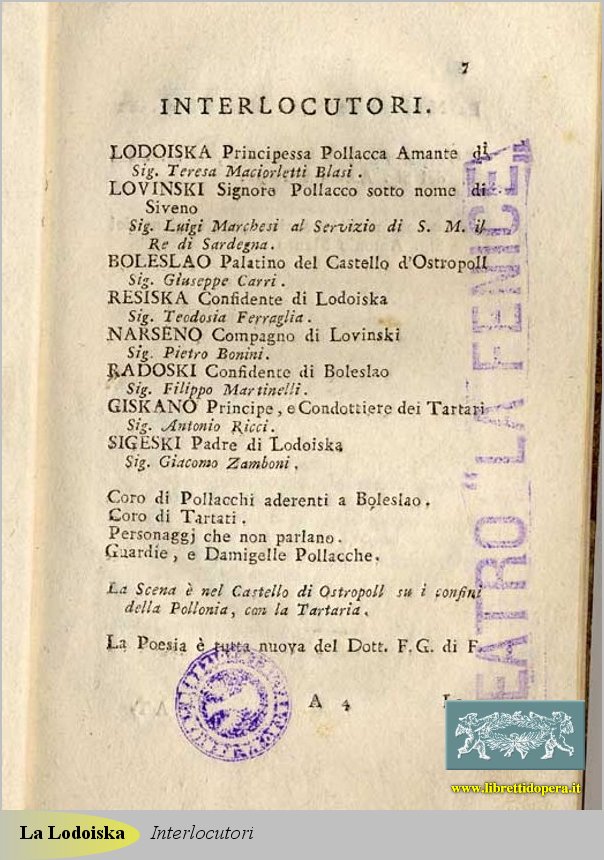 7
INTERLOCUTORI.
LODOISKA Principessa Pollacca Amante di
Sig. Teresa Maciorletti Blasi.
LOVINSKI Signore Pollacco sotto nome di
Siveno
Sig. Luigi Marchesi al Servizio di S. M. il
Re di Sardegna.
BOLESLAO Palatino del Castello d'Ostropoll
Sig. Giuseppe Carri.
RESISKA Confidente di Lodoiska
Sig. Teodosia Ferraglia.
NARSENO Compagno di Lovinski
Sig. Pietro Bonini.
RADOSKI Confidente di Boleslao
Sig. Filippo Martinelli.
GISKANO Principe, e Condottiere dei Tartari
Sig. Antonio Ricci.
SIGESKI Padre di Lodoiska
Sig. Giacomo Zamboni.
Coro di Pollacchi aderenti a Boleslao.
Coro di Tartati.
Personaggj che non parlano.
Guardie, e Damigelle Pollacche.
La Scena è nel Castello di Ostropoll su i confini
della Pollonia, con la Tartaria.
La Poesia è tutta nuova del Dott. F. G. di F.
A 4
EATRO "LA FENICE"
www.librettidopera.it
La Lodoiska Interlocutori